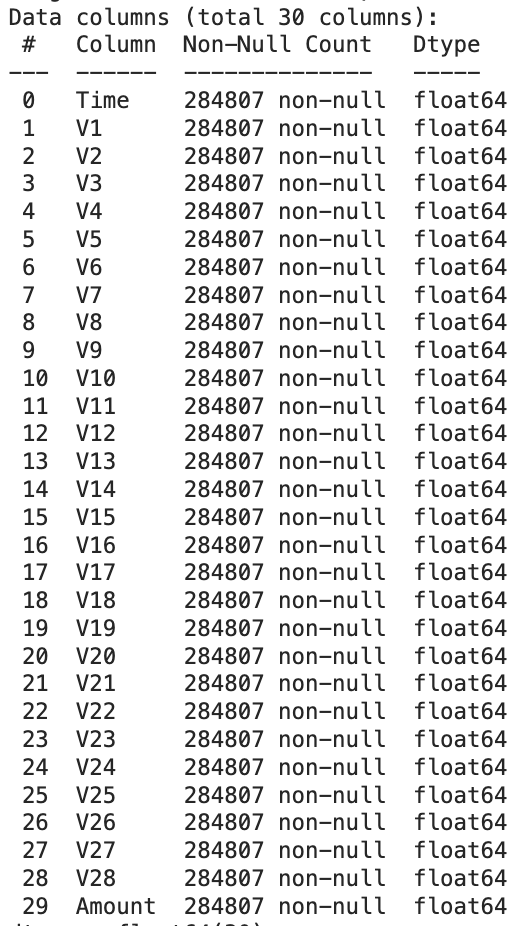 Data columns (total 30 columns):
 #   Column  Non-Null Count   Dtype
---  ------  --------------   -----
 0   Time    284807 non-null  float64
 1   V1      284807 non-null  float64
 2   V2      284807 non-null  float64
 3   V3      284807 non-null  float64
 4   V4      284807 non-null  float64
 5   V5      284807 non-null  float64
 6   V6      284807 non-null  float64
 7   V7      284807 non-null  float64
 8   V8      284807 non-null  float64
 9   V9      284807 non-null  float64
 10  V10     284807 non-null  float64
 11  V11     284807 non-null  float64
 12  V12     284807 non-null  float64
 13  V13     284807 non-null  float64
 14  V14     284807 non-null  float64
 15  V15     284807 non-null  float64
 16  V16     284807 non-null  float64
 17  V17     284807 non-null  float64
 18  V18     284807 non-null  float64
 19  V19     284807 non-null  float64
 20  V20     284807 non-null  float64
 21  V21     284807 non-null  float64
 22  V22     284807 non-null  float64
 23  V23     284807 non-null  float64
 24  V24     284807 non-null  float64
 25  V25     284807 non-null  float64
 26  V26     284807 non-null  float64
 27  V27     284807 non-null  float64
 28  V28     284807 non-null  float64
 29  Amount  284807 non-null  float64